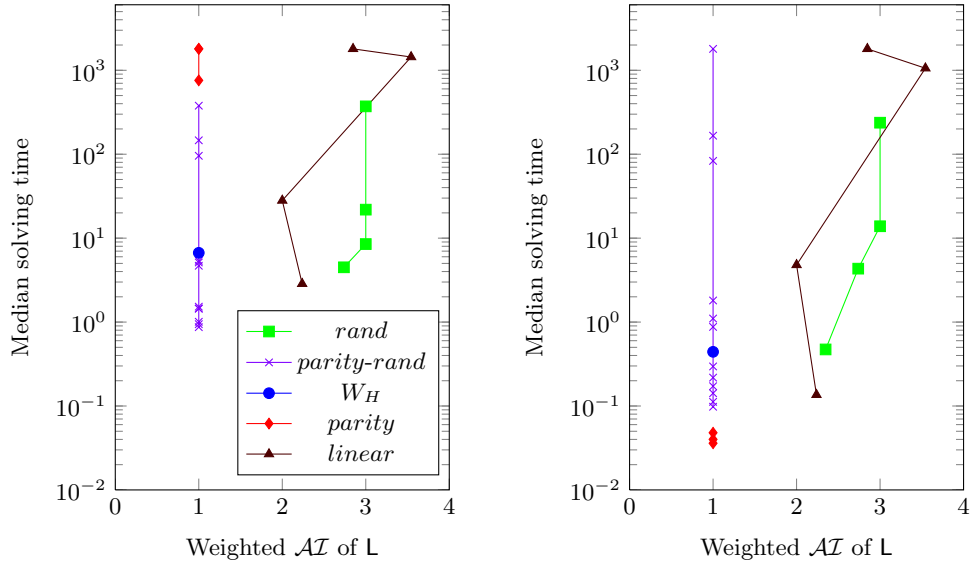 Median solving time
10^3
10^2
10^1
10^0
10^−1
10^−2
0 1 2 3 4
Weighted 𝒜ℐ of L
rand
parity-rand
W_H
parity
linear
Median solving time
10^3
10^2
10^1
10^0
10^−1
10^−2
0 1 2 3 4
Weighted 𝒜ℐ of L